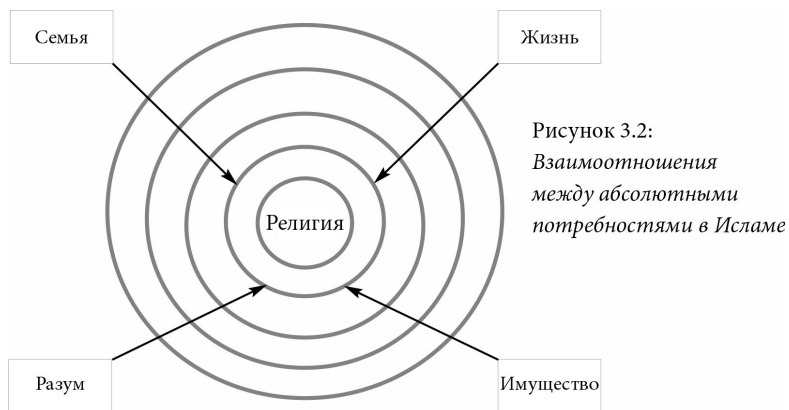 Семья
Жизнь
Рисунок 3.2:
Взаимоотношения
между абсолютными
потребностями в Исламе
Религия
Разум
Имущество